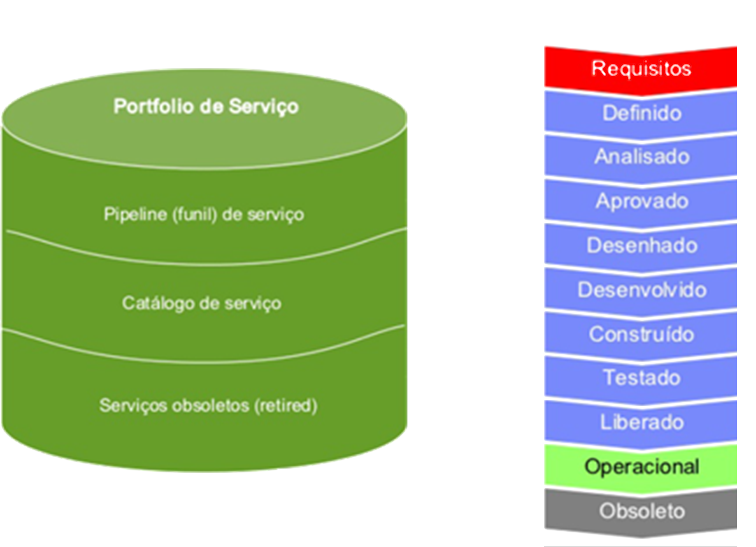 Portfolio de Serviço
Pipeline (funil) de serviço
Catálogo de serviço
Serviços obsoletos (retired)
Requisitos
Definido
Analisado
Aprovado
Desenhado
Desenvolvido
Construído
Testado
Liberado
Operacional
Obsoleto